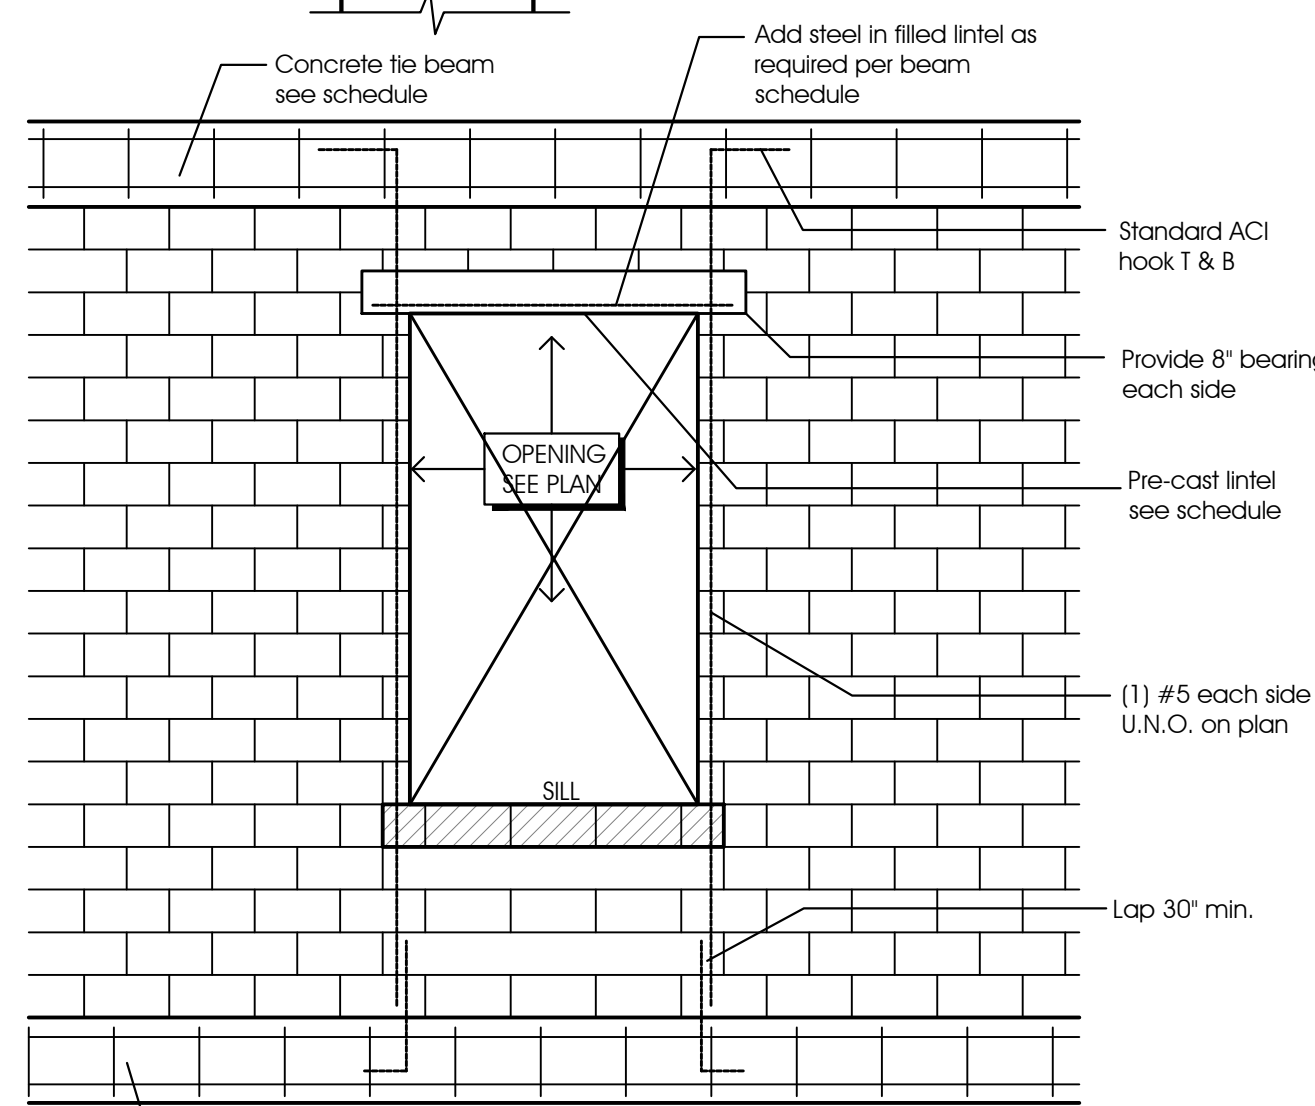 Concrete tie beam
see schedule
Add steel in filled lintel as
required per beam
schedule
Standard ACI
hook T & B
Provide 8" bearing
each side
OPENING
SEE PLAN
Pre-cast lintel
see schedule
(1) #5 each side
U.N.O. on plan
SILL
Lap 30" min.